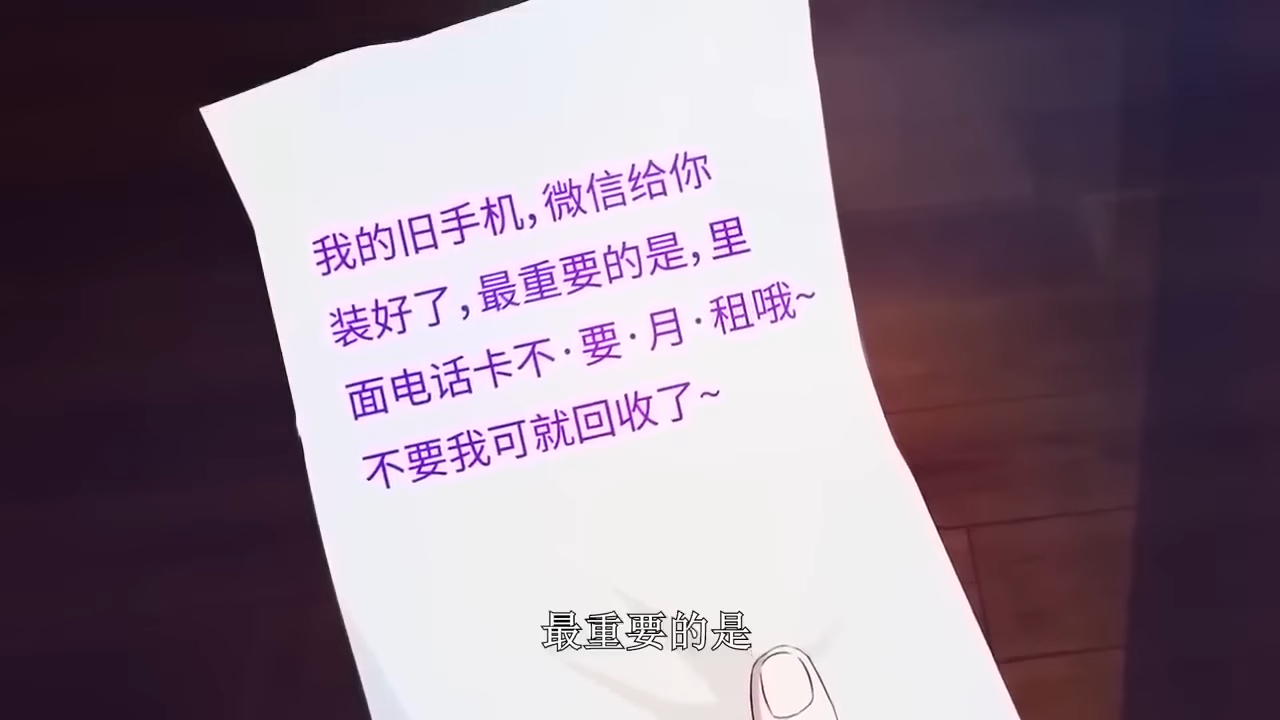 我的旧手机，微信给你
装好了，最重要的是，里
面电话卡不·要·月·租哦~
不要我可就回收了~
最重要的是